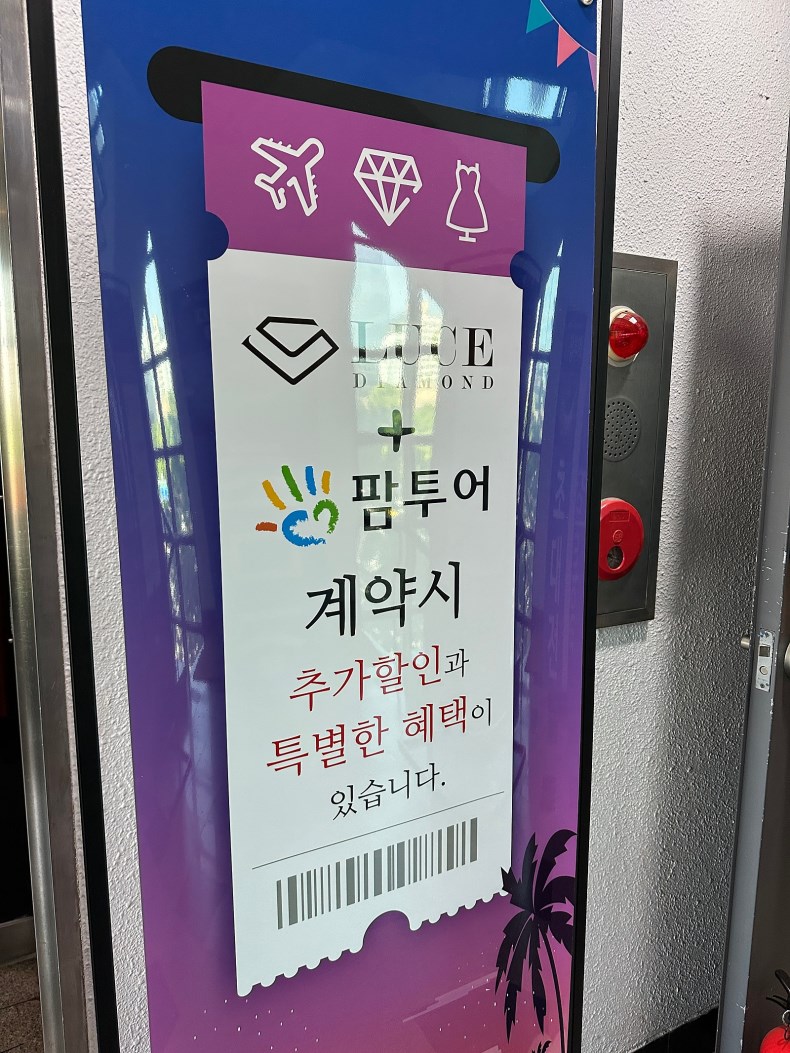 LUCE
DIAMOND
+
팜투어
계약시
추가할인과
특별한 혜택이
있습니다.